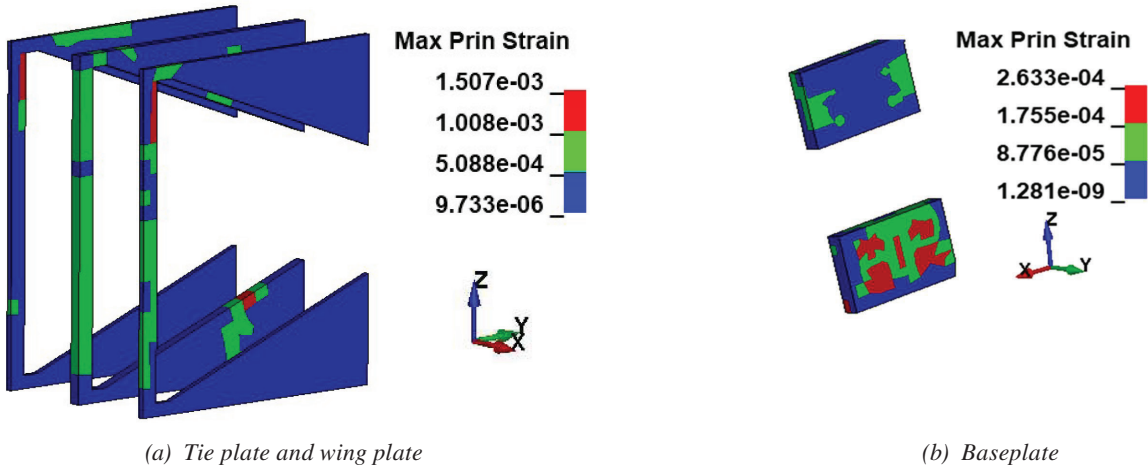 Max Prin Strain
1.507e-03
1.008e-03
5.088e-04
9.733e-06
Z
Y
X
(a) Tie plate and wing plate
Max Prin Strain
2.633e-04
1.755e-04
8.776e-05
1.281e-09
Z
X
Y
(b) Baseplate